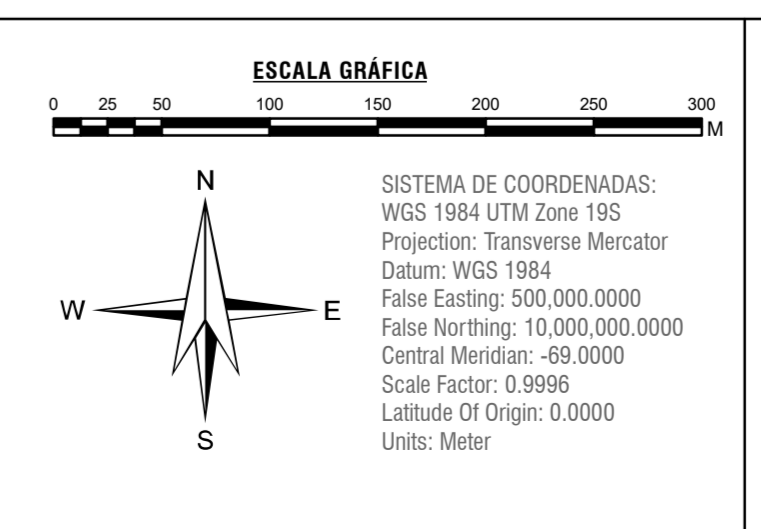 ESCALA GRÁFICA
0 25 50 100 150 200 250 300
M
N
W E
S
SISTEMA DE COORDENADAS:
WGS 1984 UTM Zone 19S
Projection: Transverse Mercator
Datum: WGS 1984
False Easting: 500,000.0000
False Northing: 10,000,000.0000
Central Meridian: -69.0000
Scale Factor: 0.9996
Latitude Of Origin: 0.0000
Units: Meter